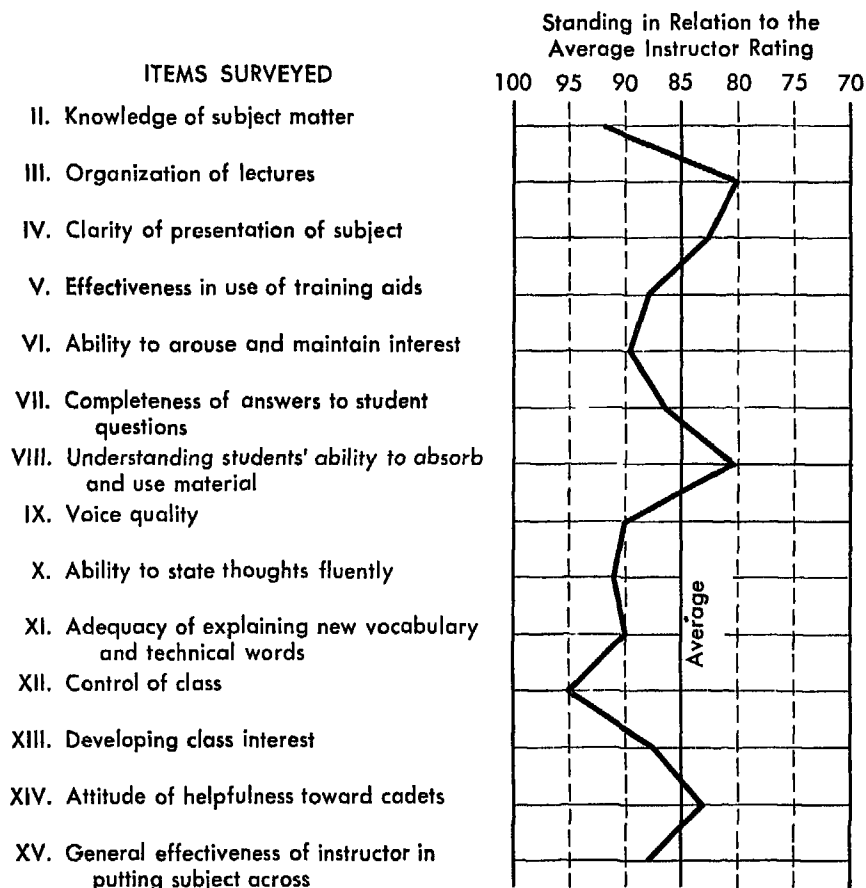 Standing in Relation to the
Average Instructor Rating
ITEMS SURVEYED
100 95 90 85 80 75 70
II. Knowledge of subject matter
III. Organization of lectures
IV. Clarity of presentation of subject
V. Effectiveness in use of training aids
VI. Ability to arouse and maintain interest
VII. Completeness of answers to student
questions
VIII. Understanding students' ability to absorb
and use material
IX. Voice quality
X. Ability to state thoughts fluently
XI. Adequacy of explaining new vocabulary
and technical words
XII. Control of class
XIII. Developing class interest
XIV. Attitude of helpfulness toward cadets
XV. General effectiveness of instructor in
putting subject across
Average